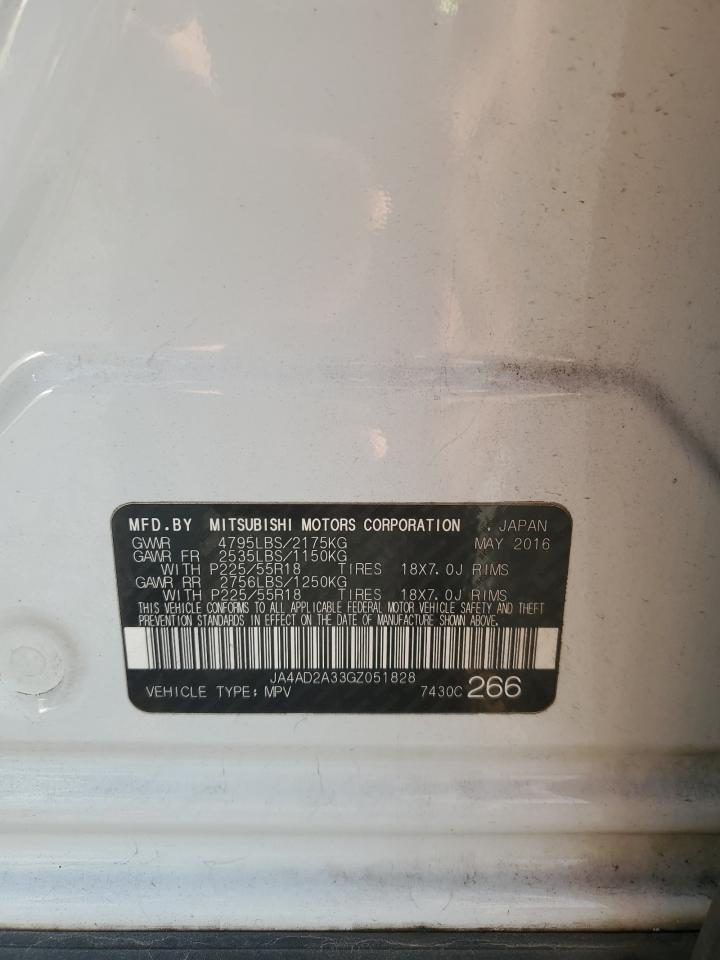 MFD.BY MITSUBISHI MOTORS CORPORATION , JAPAN
GVWR 4795LBS/2175KG MAY 2016
GAWR FR 2535LBS/1150KG
WITH P225/55R18 TIRES 18X7.0J RIMS
GAWR RR 2756LBS/1250KG
WITH P225/55R18 TIRES 18X7.0J RIMS
THIS VEHICLE CONFORMS TO ALL APPLICABLE FEDERAL MOTOR VEHICLE SAFETY AND THEFT
PREVENTION STANDARDS IN EFFECT ON THE DATE OF MANUFACTURE SHOWN ABOVE.
JA4AD2A33GZ051828
VEHICLE TYPE; MPV 7430C 266